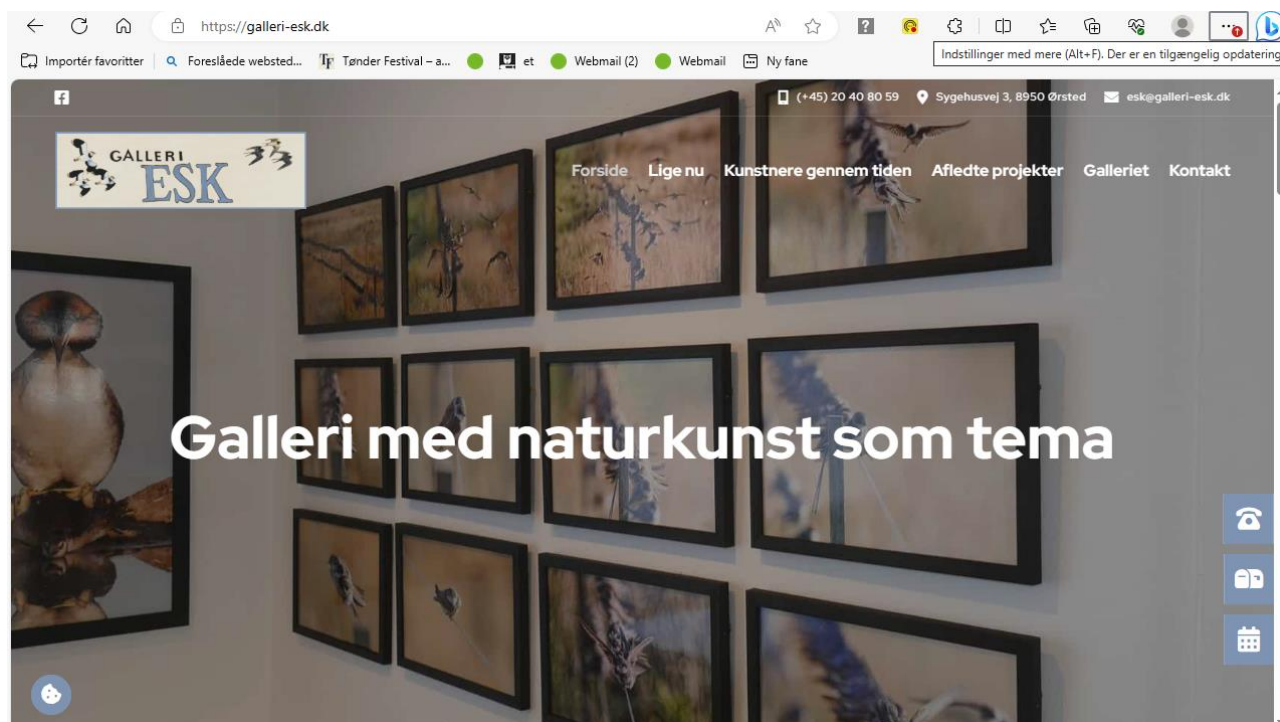 https://galleri-esk.dk
Importér favoritter
Foreslåede websted...
TF Tønder Festival – a...
et
Webmail (2)
Webmail
Ny fane
Indstillinger med mere (Alt+F). Der er en tilgængelig opdatering
(+45) 20 40 80 59
Sygehusvej 3, 8950 Ørsted
esk@galleri-esk.dk
GALLERI
ESK
Forside
Lige nu
Kunstnere gennem tiden
Afledte projekter
Galleriet
Kontakt
Galleri med naturkunst som tema